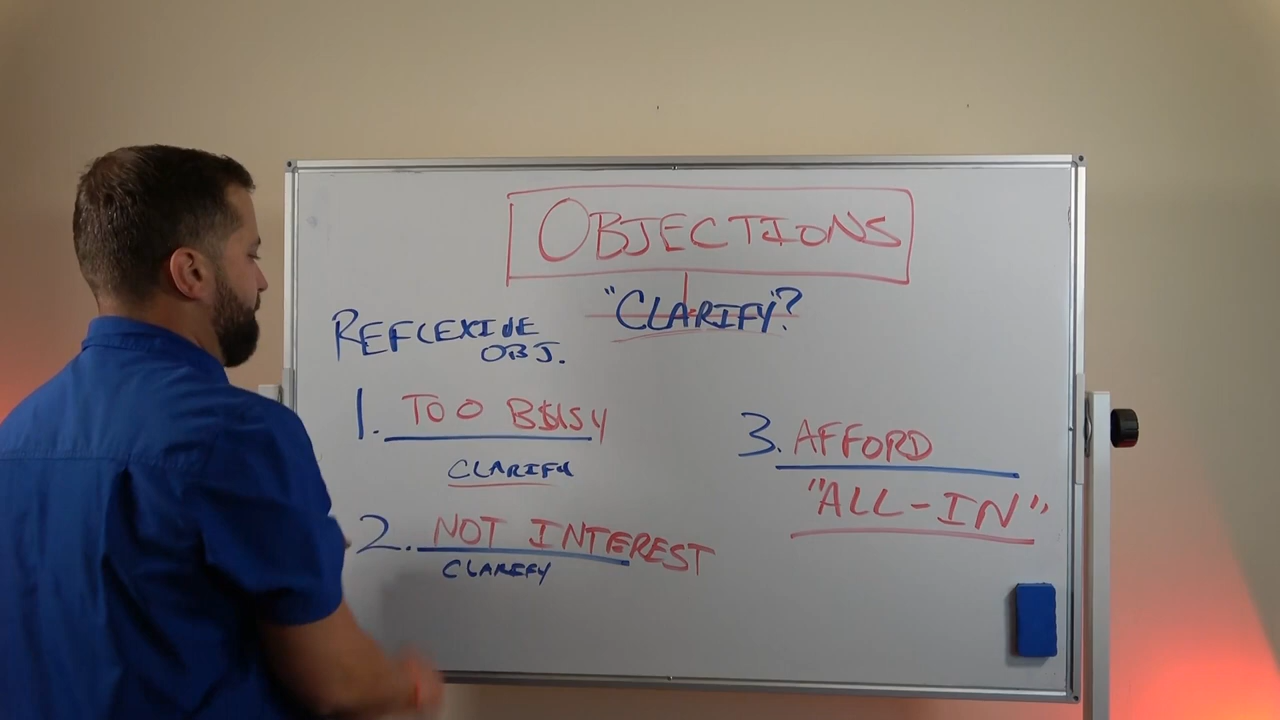 OBJECTIONS
"CLARIFY"?
REFLEXIVE
OBJ.
1. TOO BUSY
CLARIFY
2. NOT INTEREST
CLARIFY
3. AFFORD
"ALL-IN"